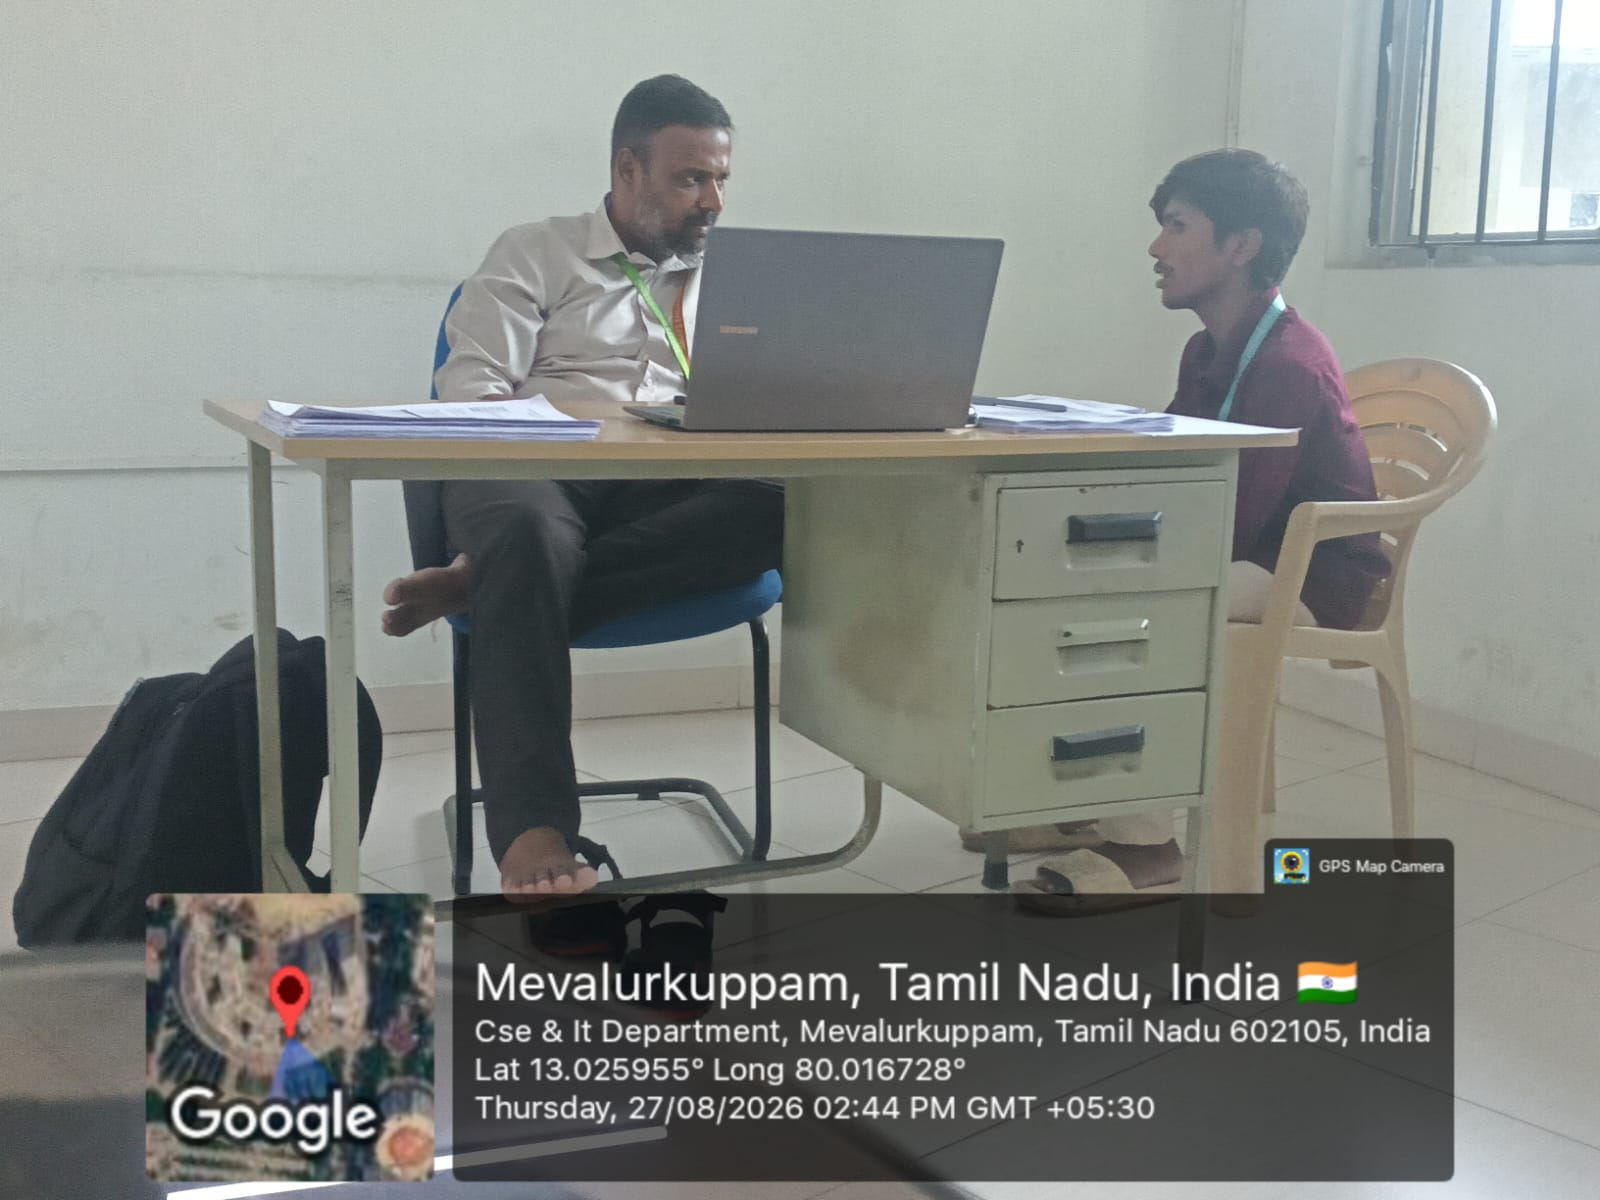 SAMSUNG
GPS Map Camera
Mevalurkuppam, Tamil Nadu, India 🇮🇳
Cse & It Department, Mevalurkuppam, Tamil Nadu 602105, India
Lat 13.025955° Long 80.016728°
Thursday, 27/08/2026 02:44 PM GMT +05:30
Google